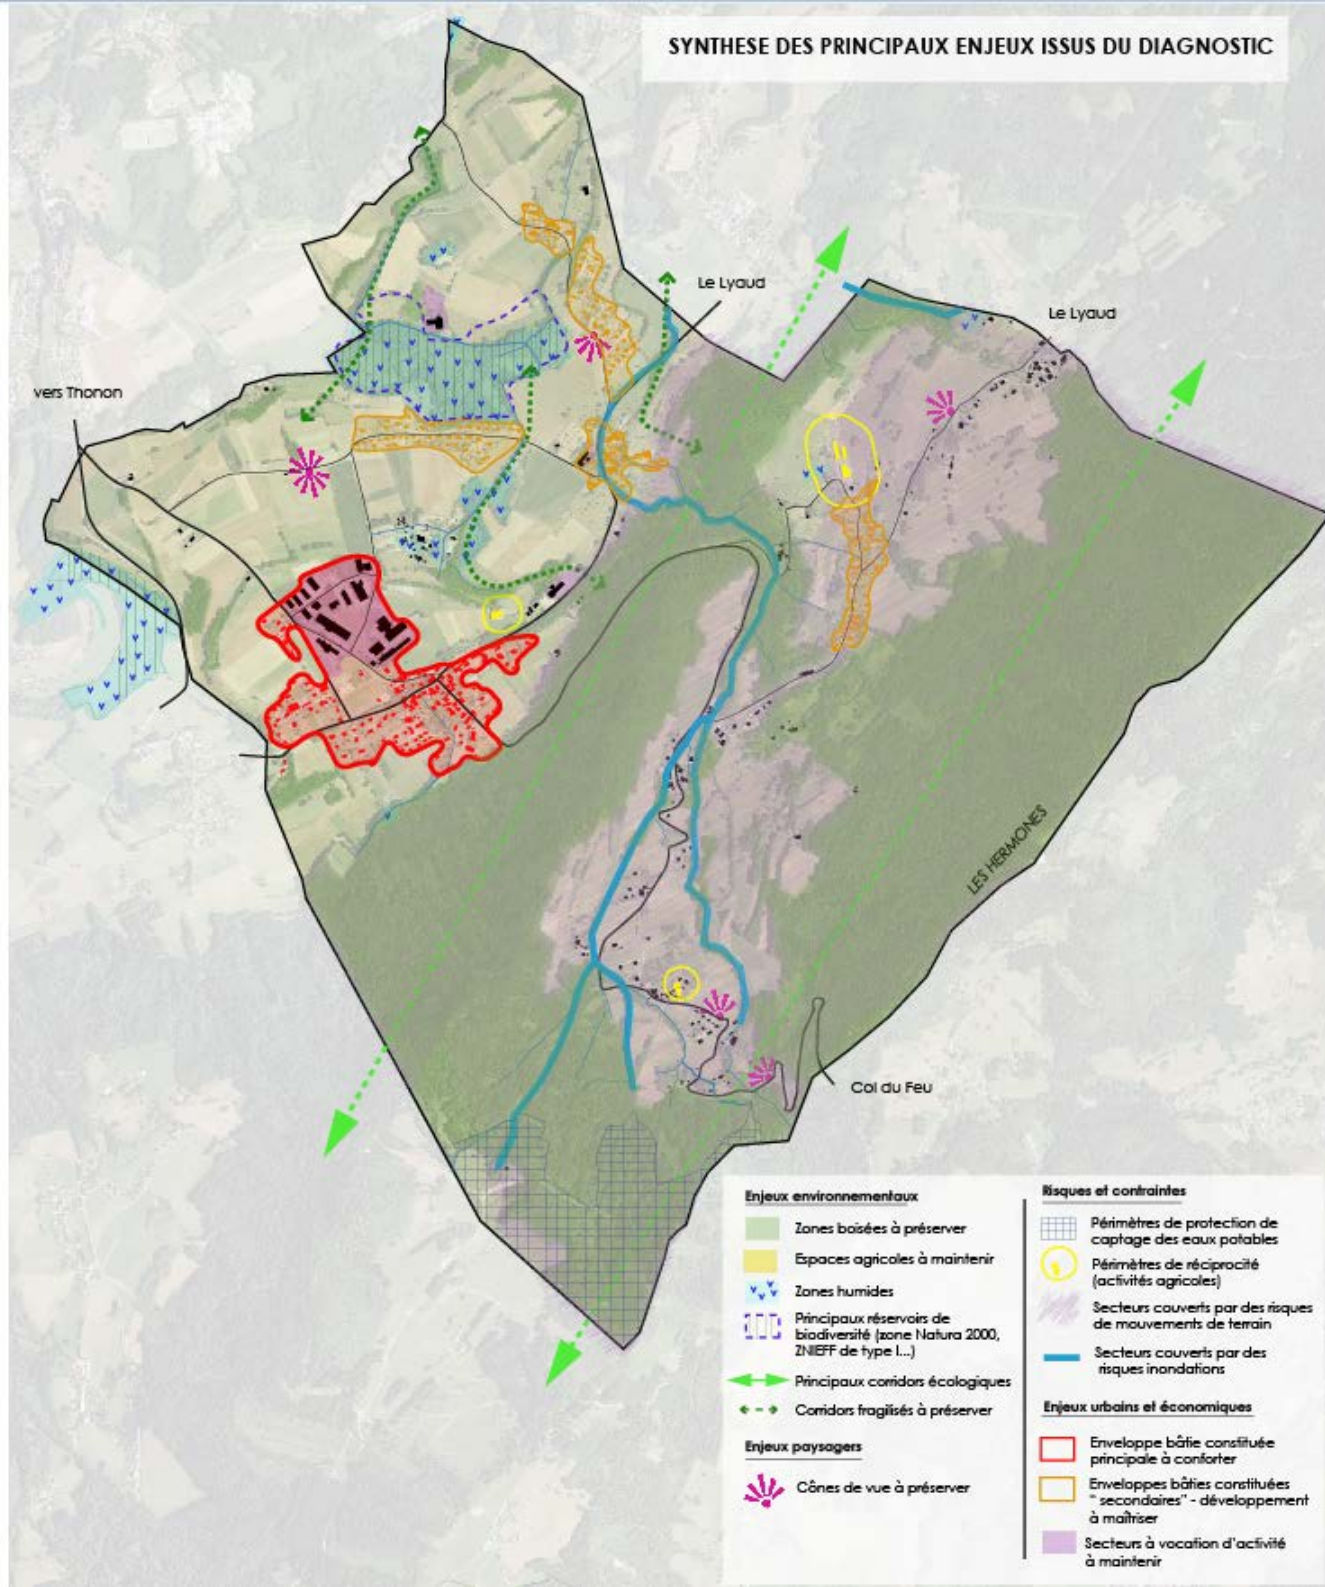 SYNTHESE DES PRINCIPAUX ENJEUX ISSUS DU DIAGNOSTIC
Le Lyaud
Le Lyaud
vers Thonon
LES HERMONES
Col du Feu
Enjeux environnementaux
Zones boisées à préserver
Espaces agricoles à maintenir
Zones humides
Principaux réservoirs de
biodiversité (zone Natura 2000,
ZNIEFF de type I...)
Principaux corridors écologiques
Corridors fragilisés à préserver
Enjeux paysagers
Cônes de vue à préserver
Risques et contraintes
Périmètres de protection de
captage des eaux potables
Périmètres de réciprocité
(activités agricoles)
Secteurs couverts par des risques
de mouvements de terrain
Secteurs couverts par des
risques inondations
Enjeux urbains et économiques
Enveloppe bâtie constituée
principale à conforter
Enveloppes bâties constituées
" secondaires" - développement
à maîtriser
Secteurs à vocation d'activité
à maintenir